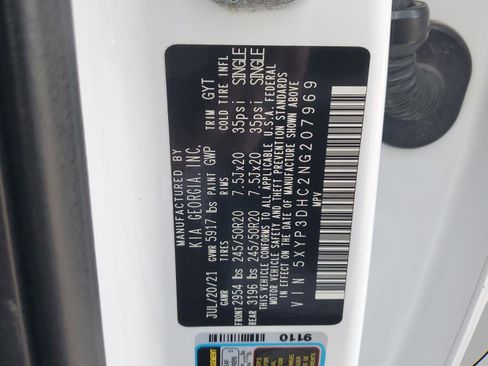 MANUFACTURED BY
KIA GEORGIA, INC.
JUL/20/21 PAINT GWP TRIM GYT
GVWR 5917 lbs
GAWR TIRES RIMS COLD TIRE INFL
FRONT 2954 lbs 245/50R20 7.5Jx20 35psi SINGLE
REAR 3196 lbs 245/50R20 7.5Jx20 35psi SINGLE
THIS VEHICLE CONFORMS TO ALL APPLICABLE U.S.A. FEDERAL
MOTOR VEHICLE SAFETY AND THEFT PREVENTION STANDARDS
IN EFFECT ON THE DATE OF MANUFACTURE SHOWN ABOVE
VIN 5XYP3DHC2NG207969
MPV
9110